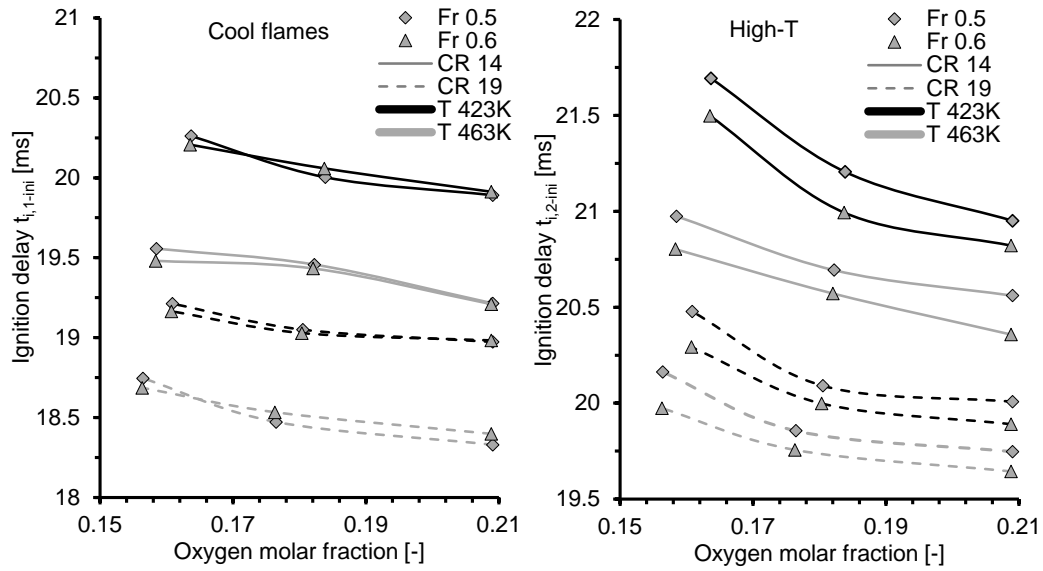 Cool flames
Fr 0.5
Fr 0.6
CR 14
CR 19
T 423K
T 463K
21
20.5
20
19.5
19
18.5
18
0.15
0.17
0.19
0.21
Ignition delay t i,1-ini [ms]
Oxygen molar fraction [-]
High-T
Fr 0.5
Fr 0.6
CR 14
CR 19
T 423K
T 463K
22
21.5
21
20.5
20
19.5
0.15
0.17
0.19
0.21
Ignition delay t i,2-ini [ms]
Oxygen molar fraction [-]